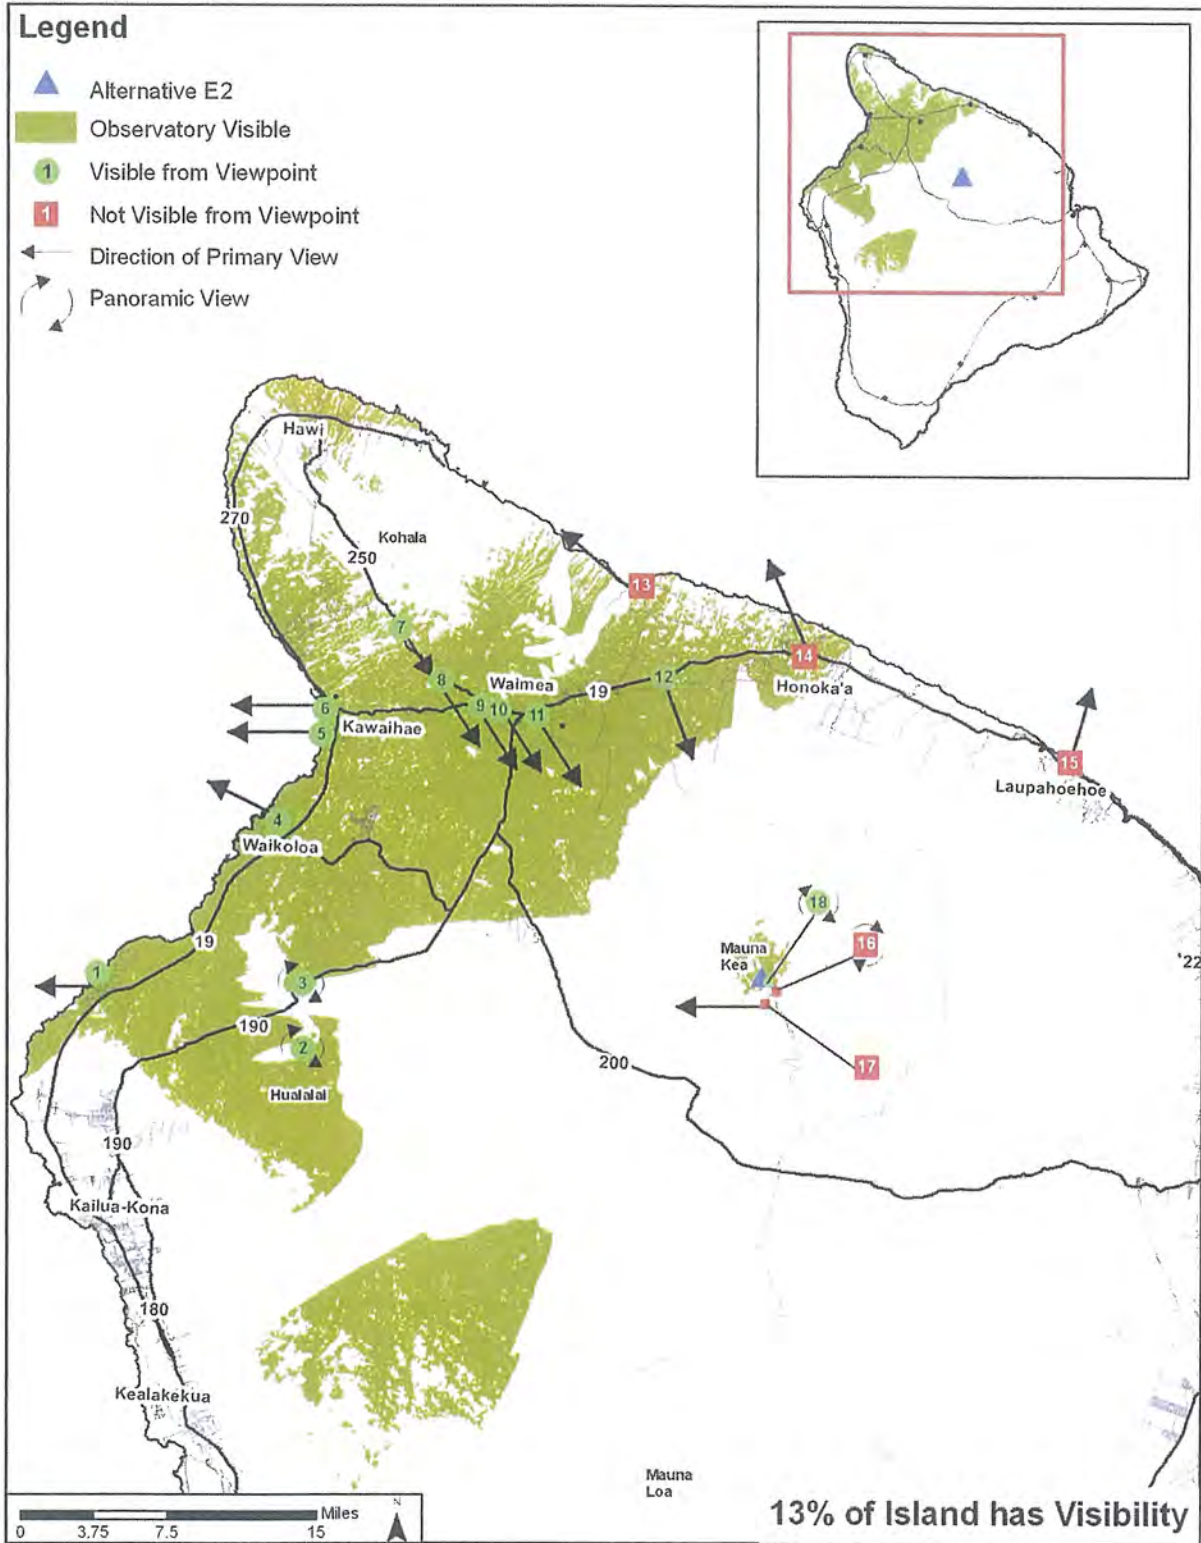 Legend
Alternative E2
Observatory Visible
1 Visible from Viewpoint
1 Not Visible from Viewpoint
Direction of Primary View
Panoramic View
Hawi
270
Kohala
250
13
7
14
Honoka'a
8
Waimea
19
12
9
10
11
6
Kawaihae
5
15
Laupahoehoe
4
Waikoloa
18
19
16
Mauna
Kea
22
1
3
190
2
200
17
Hualalai
190
Kailua-Kona
180
Kealakekua
Mauna
Loa
Miles
0 3.75 7.5 15
N
13% of Island has Visibility